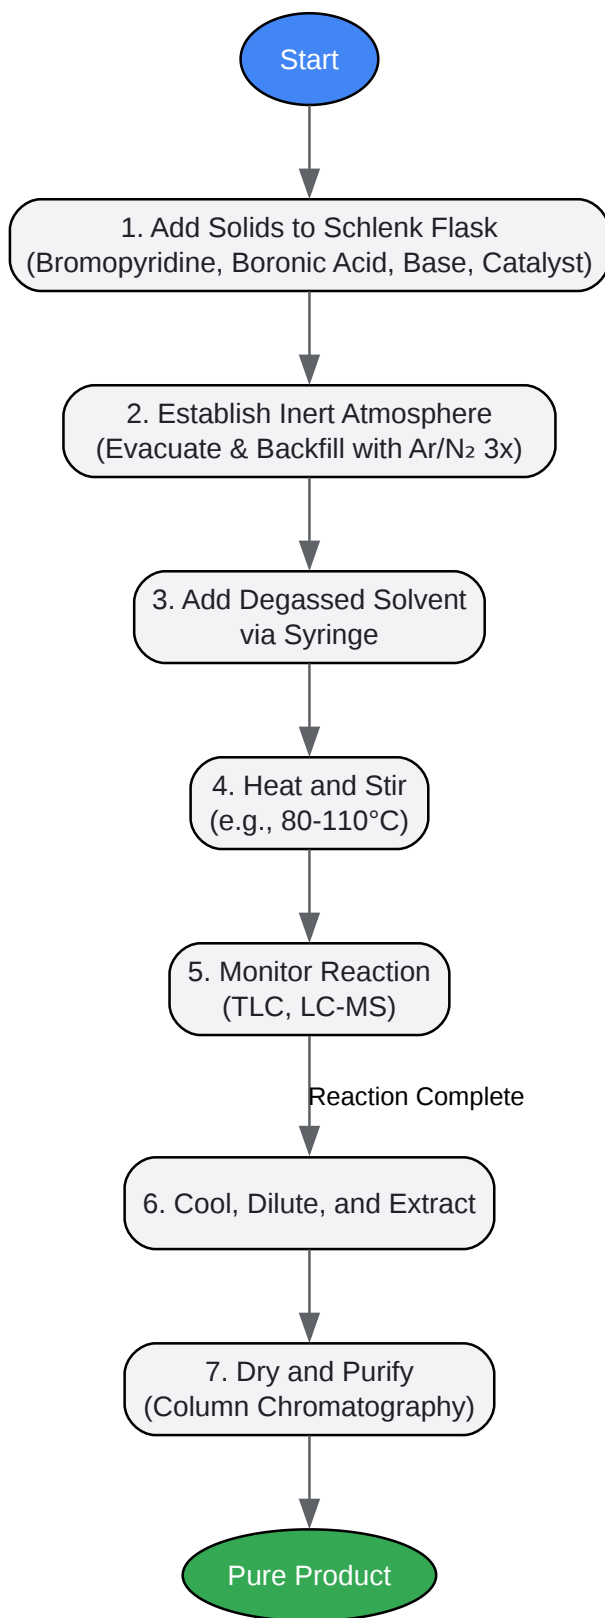 Start
1. Add Solids to Schlenk Flask
(Bromopyridine, Boronic Acid, Base, Catalyst)
2. Establish Inert Atmosphere
(Evacuate & Backfill with Ar/N₂ 3x)
3. Add Degassed Solvent
via Syringe
4. Heat and Stir
(e.g., 80-110°C)
5. Monitor Reaction
(TLC, LC-MS)
Reaction Complete
6. Cool, Dilute, and Extract
7. Dry and Purify
(Column Chromatography)
Pure Product